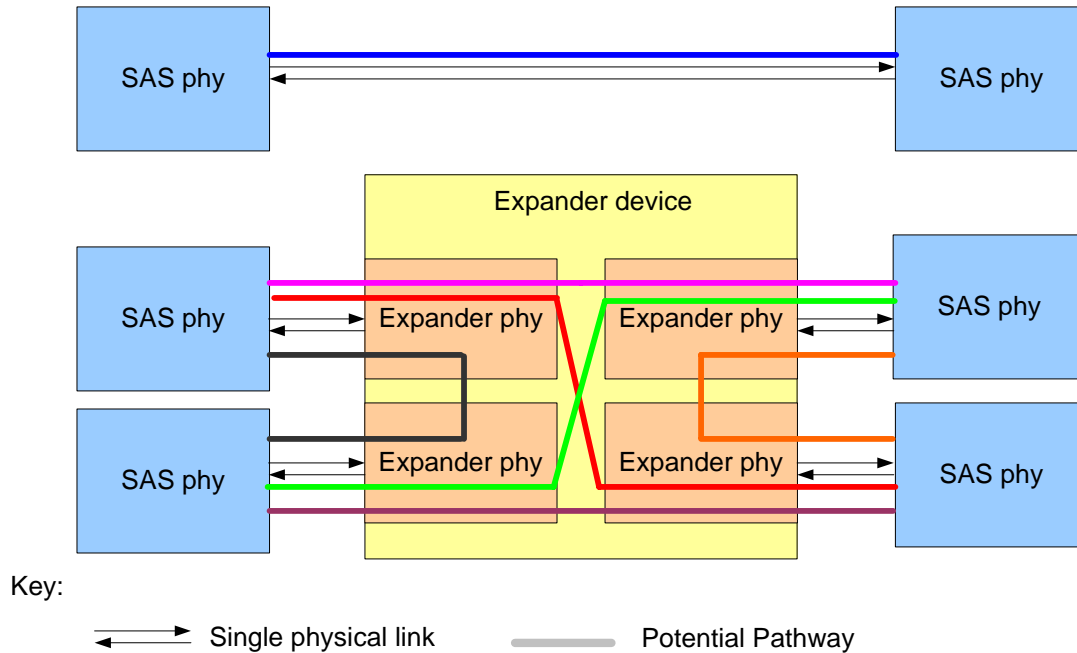 SAS phy
SAS phy
Expander device
SAS phy
Expander phy
Expander phy
SAS phy
SAS phy
Expander phy
Expander phy
SAS phy
Key:
Single physical link
Potential Pathway